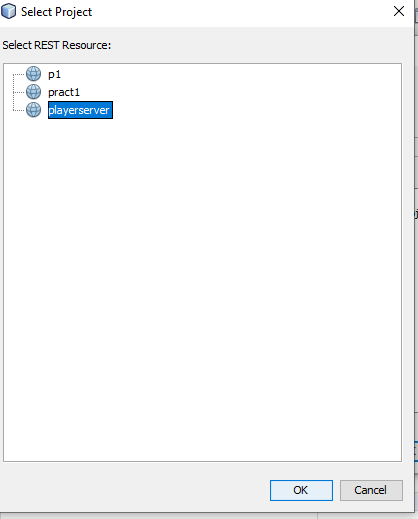 Select Project
Select REST Resource:
p1
pract1
playerserver
OK
Cancel